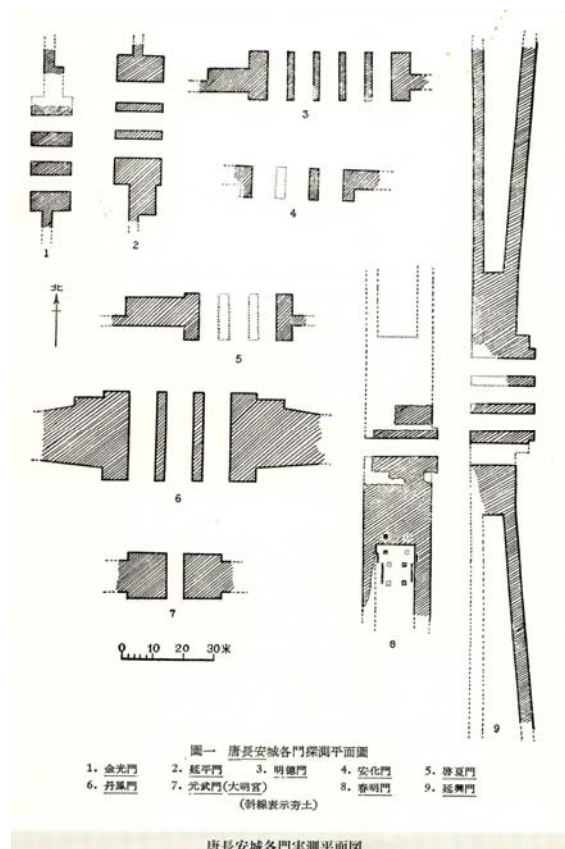 1
2
3
4
北
5
6
7
8
9
0 10 20 30米
圖一 唐長安城各門探測平面圖
1. 金光門 2. 延平門 3. 明德門 4. 安化門 5. 啓夏門
6. 丹鳳門 7. 元武門(大明宮) 8. 春明門 9. 延興門
(斜線表示夯土)
唐長安城各門実測平面図